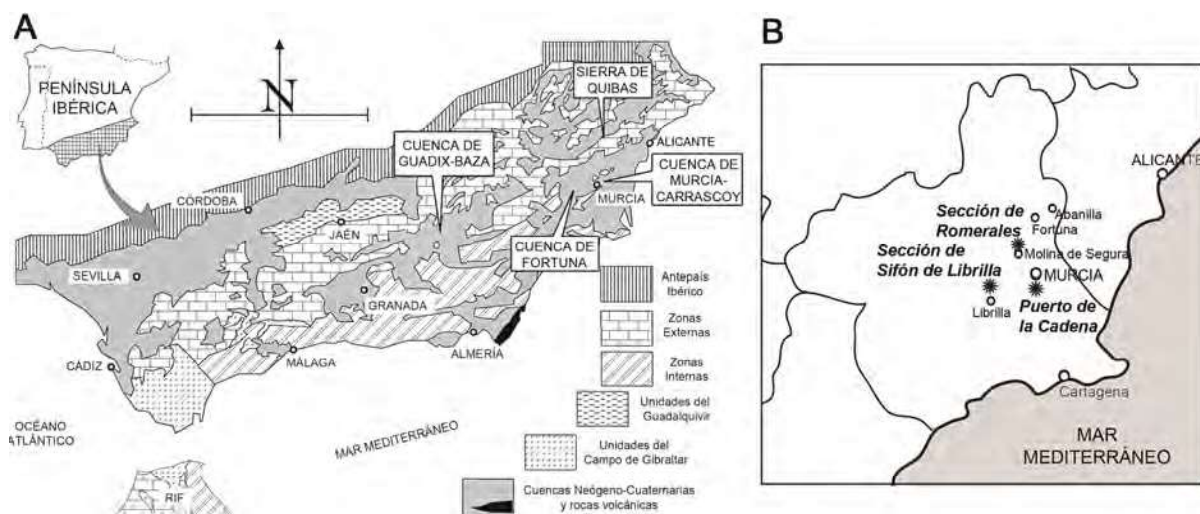 A
PENÍNSULA
IBÉRICA
N
SIERRA DE
QUIBAS
CUENCA DE
GUADIX-BAZA
ALICANTE
CUENCA DE
MURCIA-
CARRASCOY
MURCIA
CÓRDOBA
JAÉN
CUENCA DE
FORTUNA
SEVILLA
GRANADA
ALMERÍA
MÁLAGA
CÁDIZ
OCÉANO
ATLÁNTICO
MAR MEDITERRÁNEO
RIF
Antepaís
Ibérico
Zonas
Externas
Zonas
Internas
Unidades del
Guadalquivir
Unidades del
Campo de Gibraltar
Cuencas Neógeno-Cuaternarias
y rocas volcánicas
B
ALICANTE
Abanilla
Fortuna
Sección de
Romerales
Molina de Segura
Sección de
Sifón de Librilla
MURCIA
Librilla
Puerto de
la Cadena
Cartagena
MAR
MEDITERRÁNEO